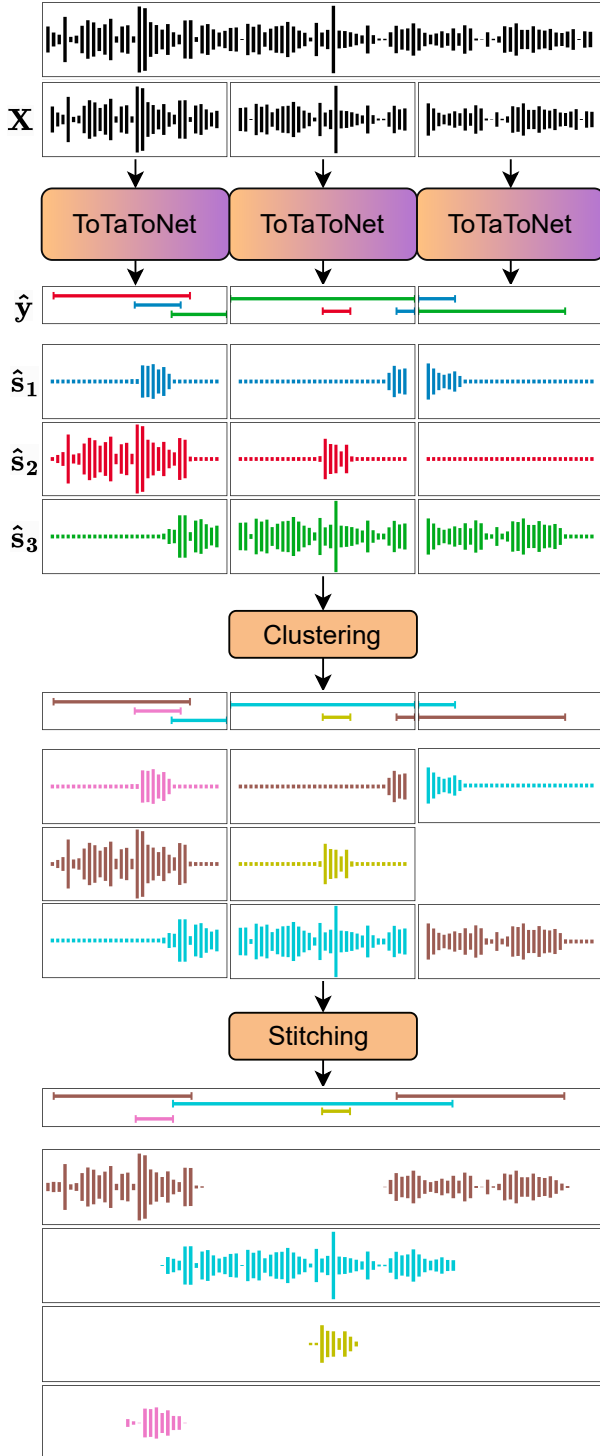 X
ToTaToNet ToTaToNet ToTaToNet
ŷ
ŝ₁
ŝ₂
ŝ₃
Clustering
Stitching